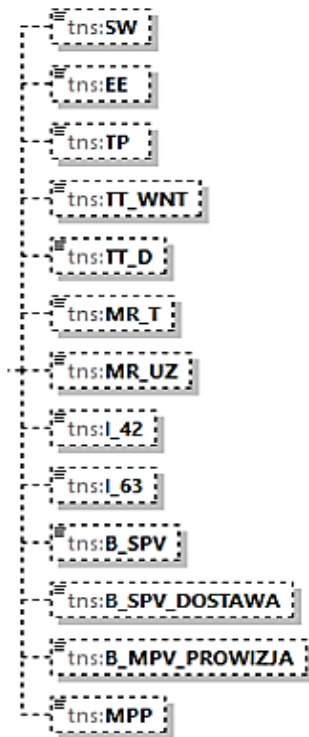 tns:SW
tns:EE
tns:TP
tns:TT_WNT
tns:TT_D
tns:MR_T
tns:MR_UZ
tns:I_42
tns:I_63
tns:B_SPV
tns:B_SPV_DOSTAWA
tns:B_MPV_PROWIZJA
tns:MPP